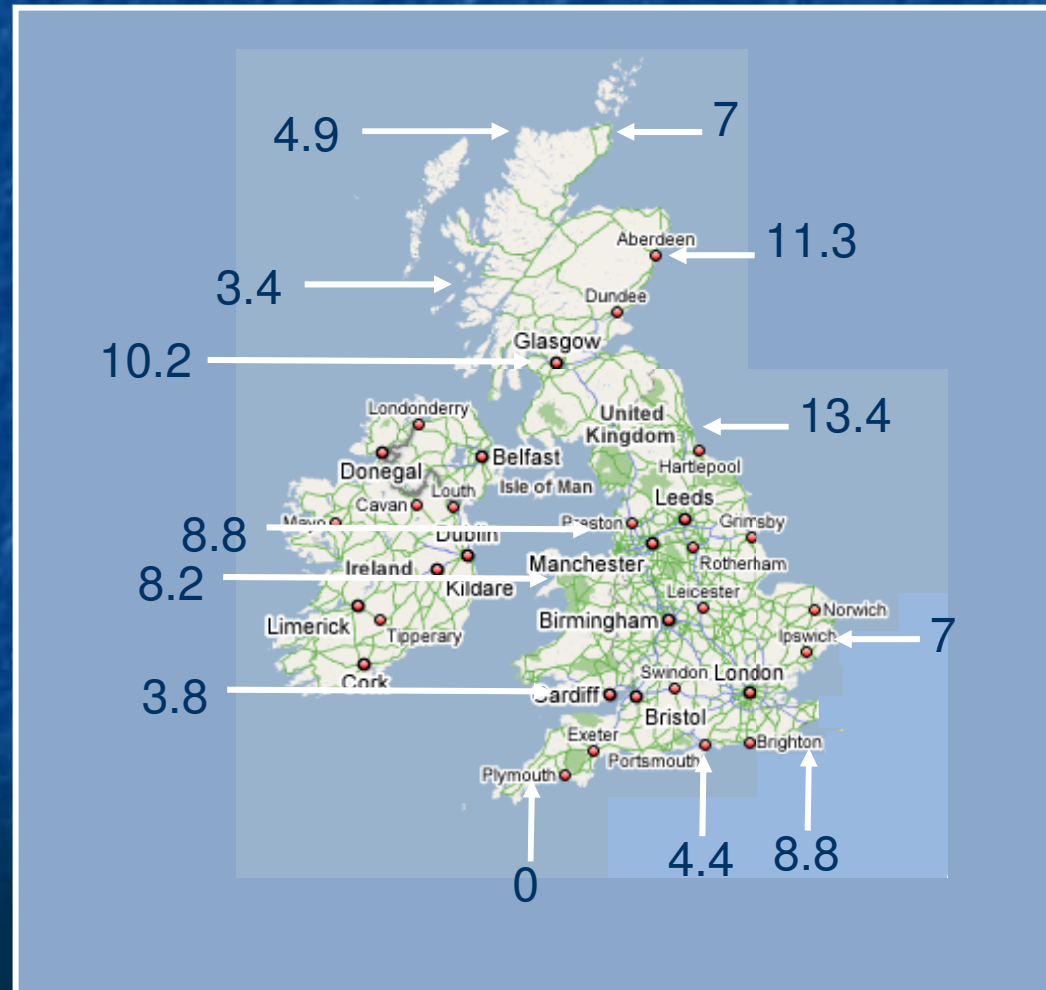 4.9
7
Aberdeen
11.3
3.4
Dundee
Glasgow
10.2
Londonderry
United
Kingdom
13.4
Donegal
Belfast
Hartlepool
Isle of Man
Louth
Cavan
Leeds
Mayo
Preston
Grimsby
8.8
Dublin
Manchester
Rotherham
Ireland
8.2
Kildare
Leicester
Norwich
Limerick
Tipperary
Birmingham
Ipswich
7
Cork
Swindon
London
3.8
Cardiff
Bristol
Exeter
Portsmouth
Brighton
Plymouth
0
4.4
8.8